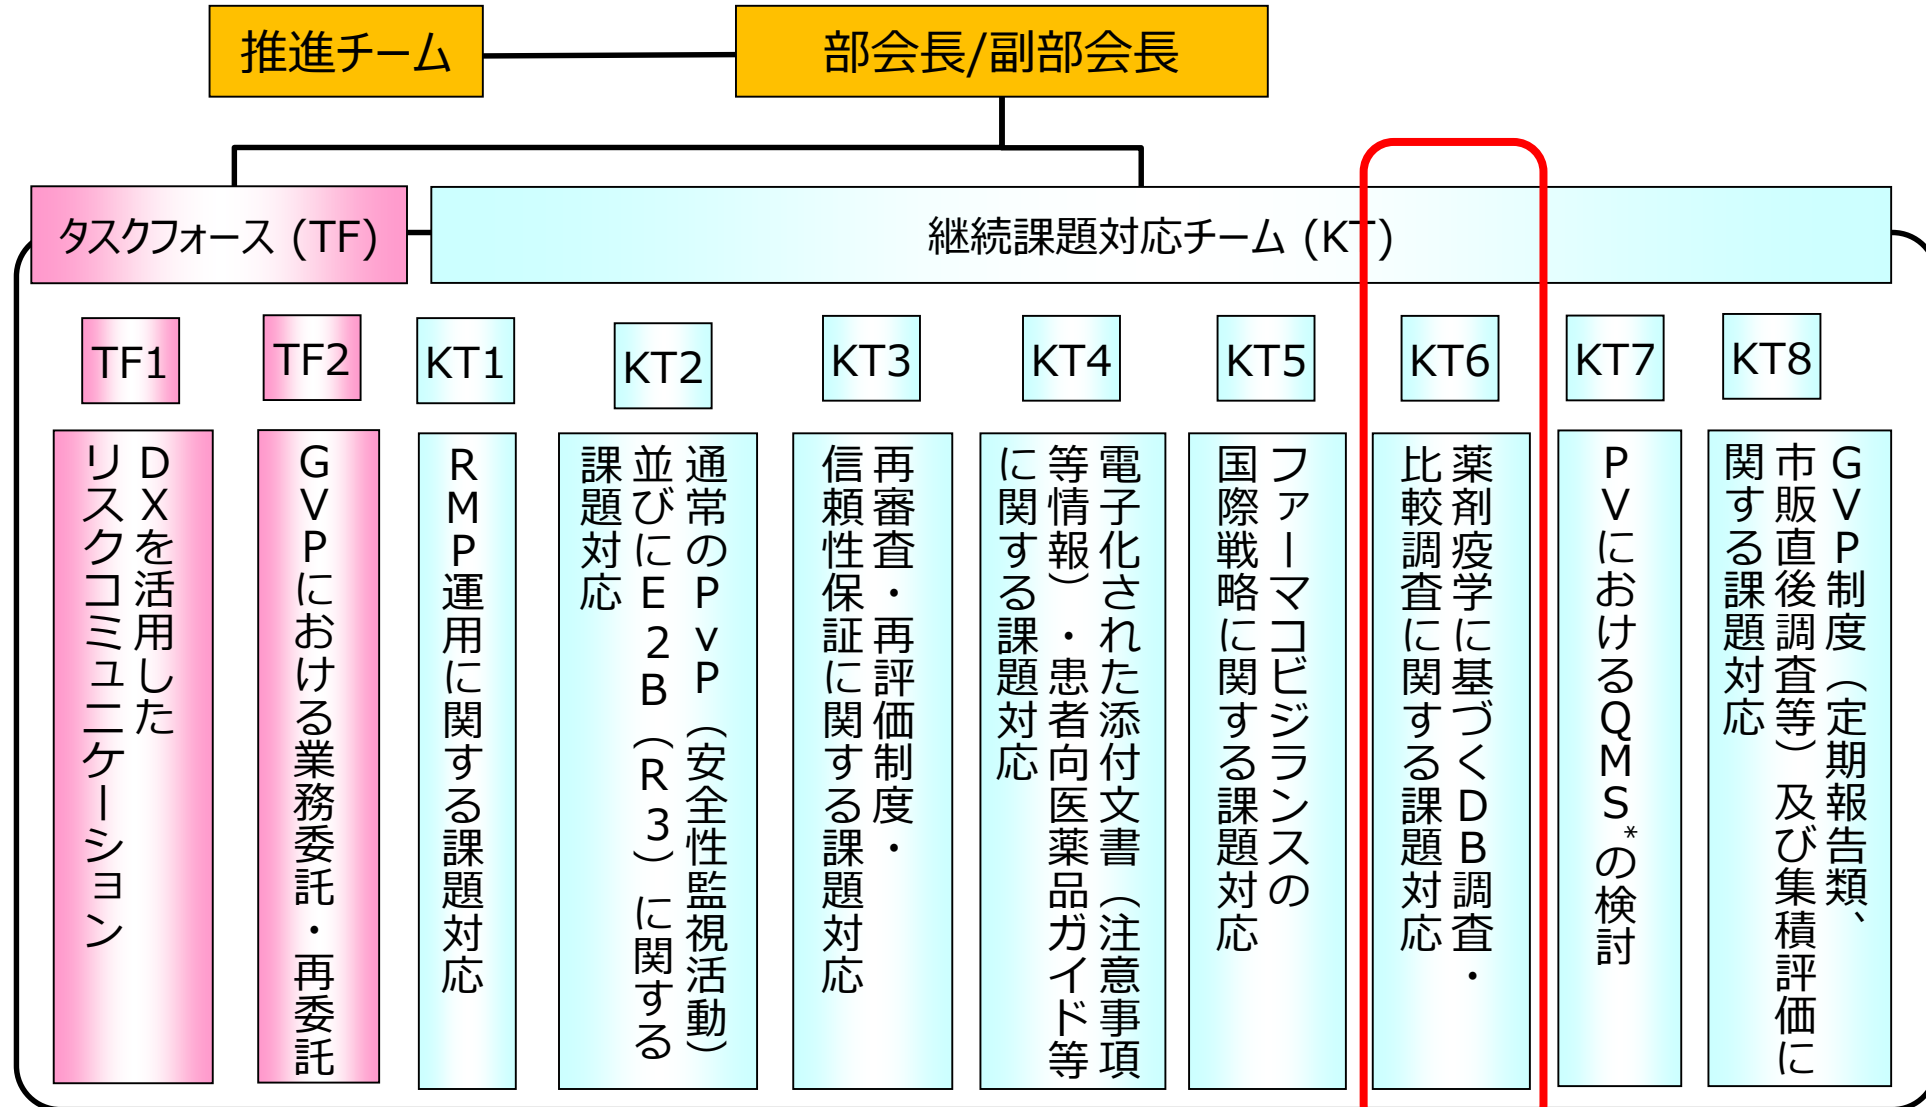 推進チーム
部会長/副部会長
タスクフォース (TF)
継続課題対応チーム (KT)
TF1
TF2
KT1
KT2
KT3
KT4
KT5
KT6
KT7
KT8
DXを活用した
リスクコミュニケーション
GVPにおける業務委託・再委託
RMP運用に関する課題対応
通常のPvP（安全性監視活動）
並びにE2B（R3）に関する
課題対応
再審査・再評価制度・
信頼性保証に関する課題対応
電子化された添付文書（注意事項
等情報）・患者向医薬品ガイド等
に関する課題対応
ファーマコビジランスの
国際戦略に関する課題対応
薬剤疫学に基づくDB調査・
比較調査に関する課題対応
PVにおけるQMS*の検討
GVP制度（定期報告類、
市販直後調査等）及び集積評価に
関する課題対応